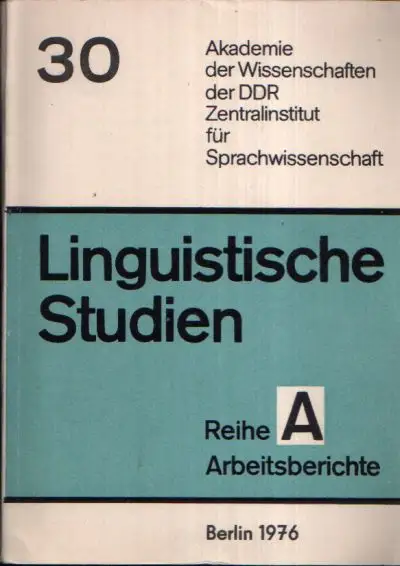 30
Akademie
der Wissenschaften
der DDR
Zentralinstitut
für
Sprachwissenschaft
Linguistische
Studien
Reihe A
Arbeitsberichte
Berlin 1976